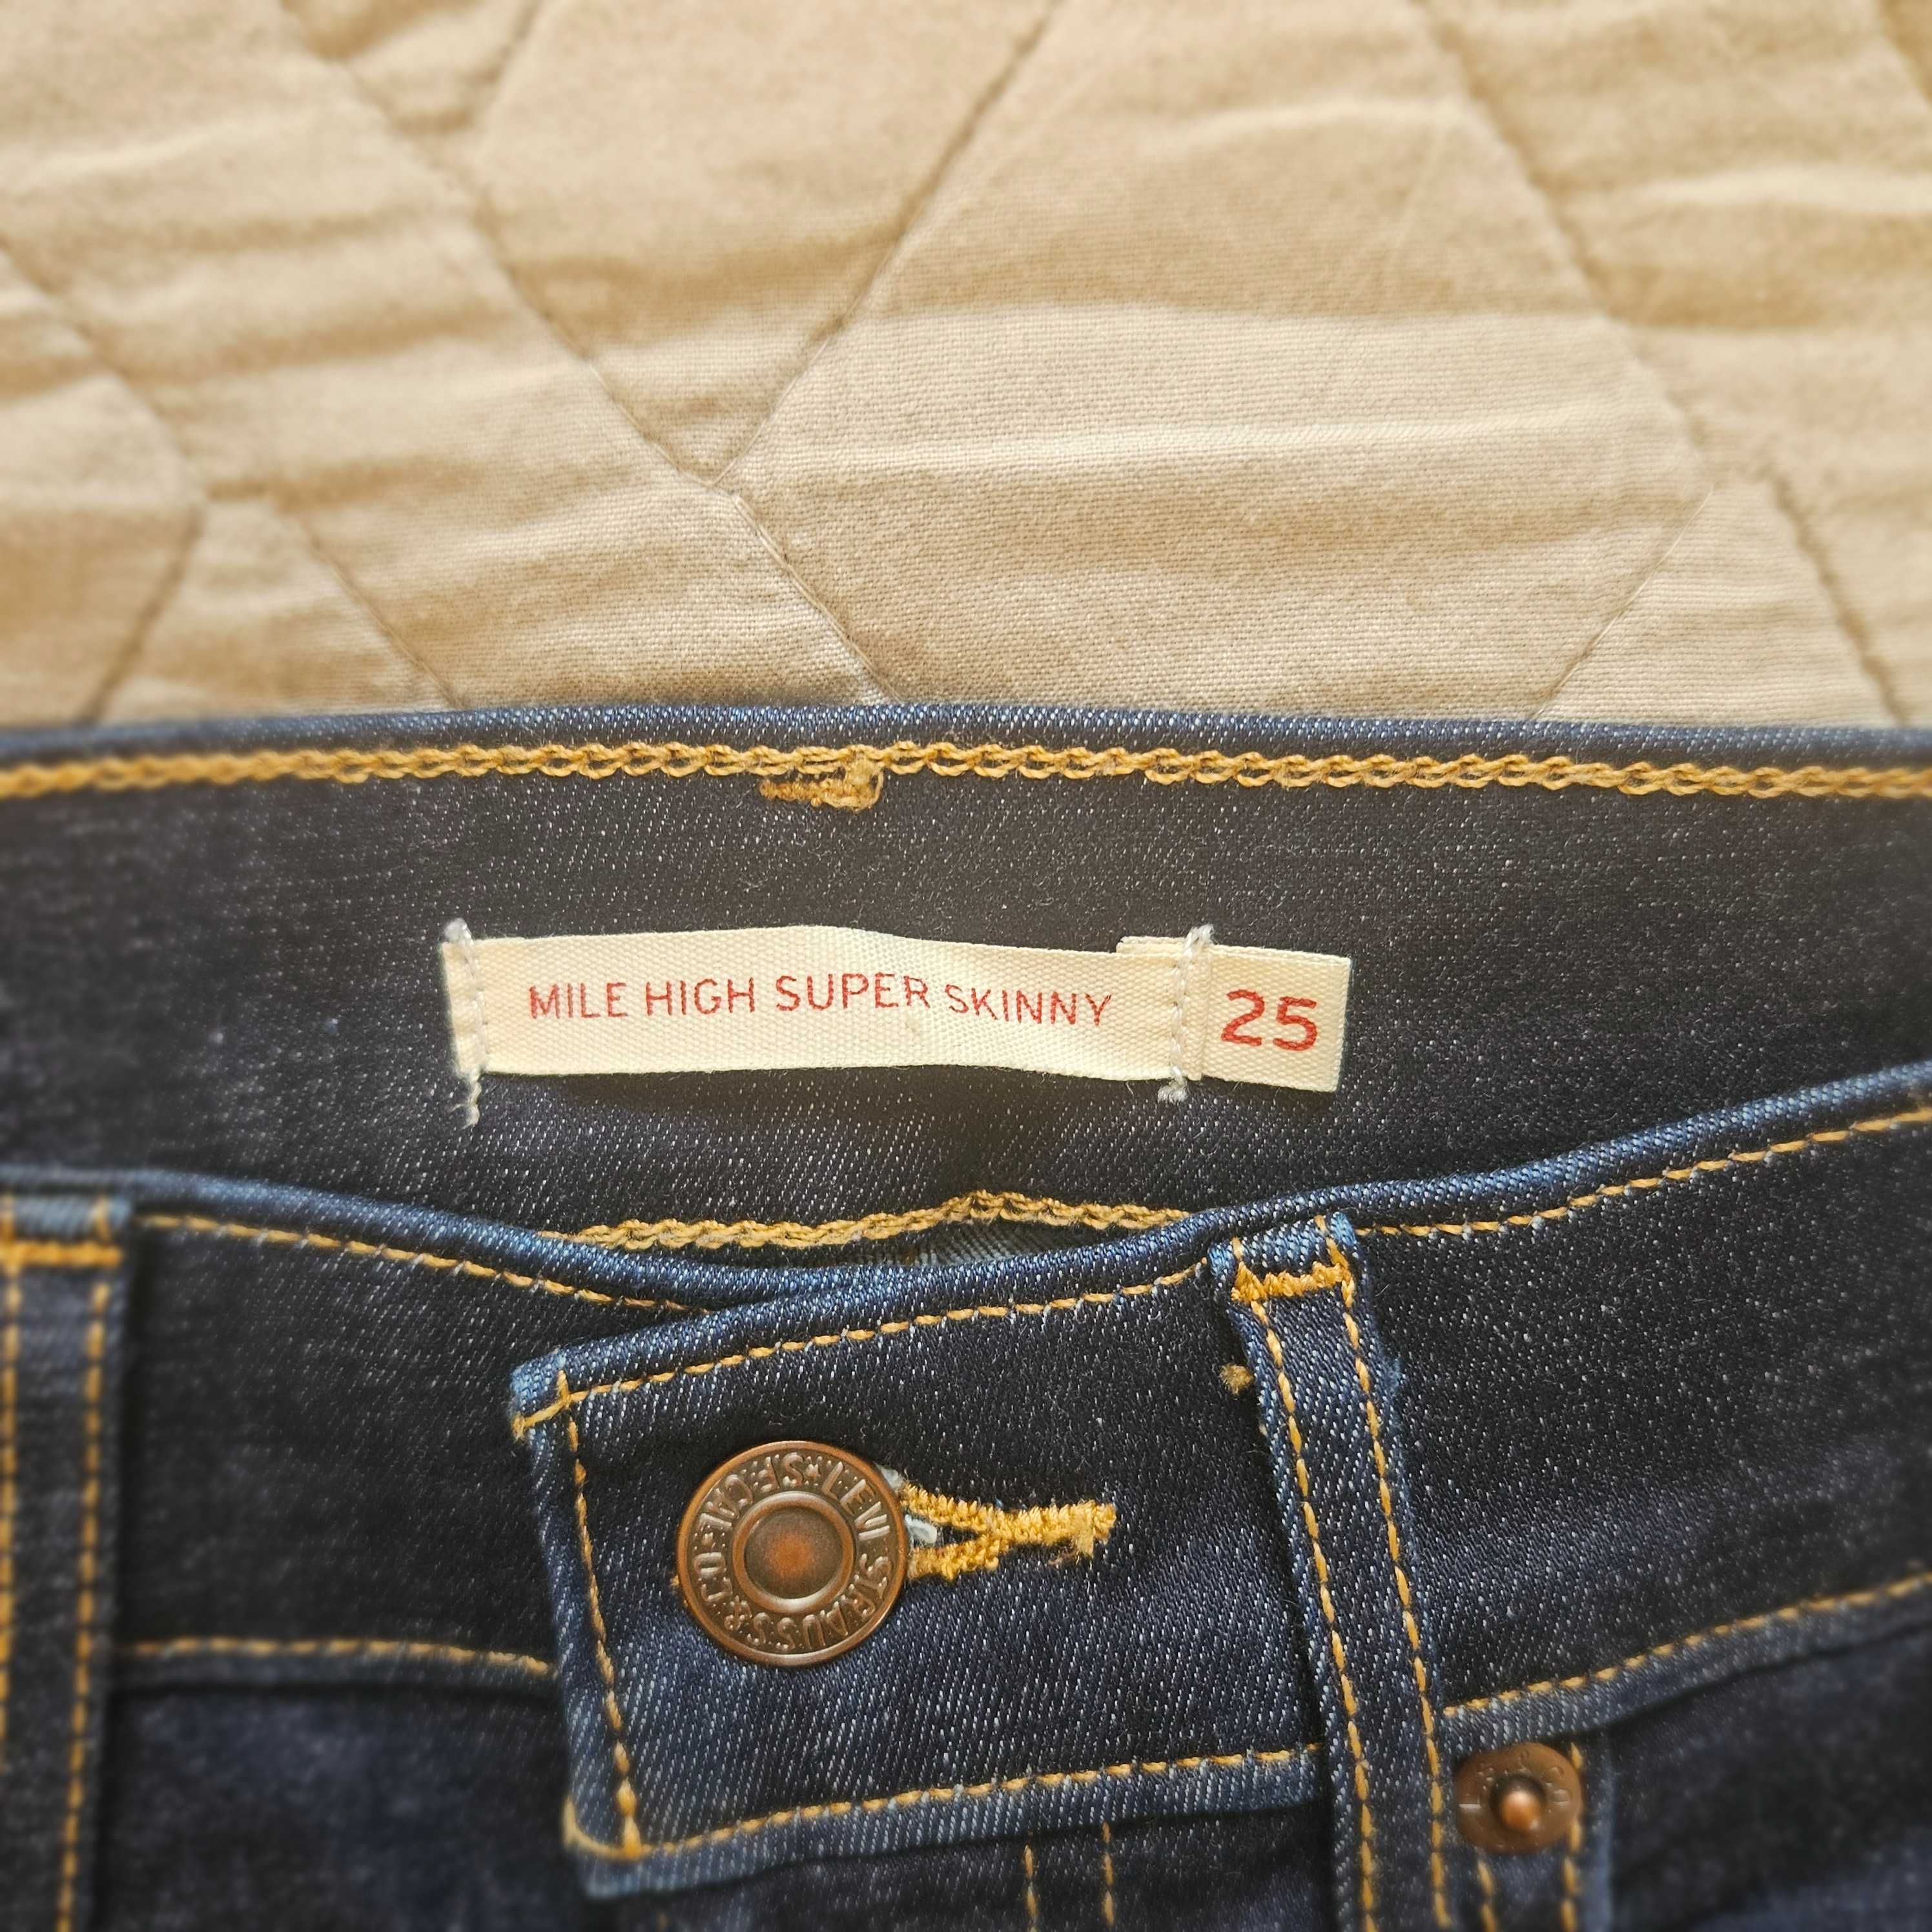 MILE HIGH SUPER SKINNY
25
LEVI STRAUSS & CO
S.F. CAL